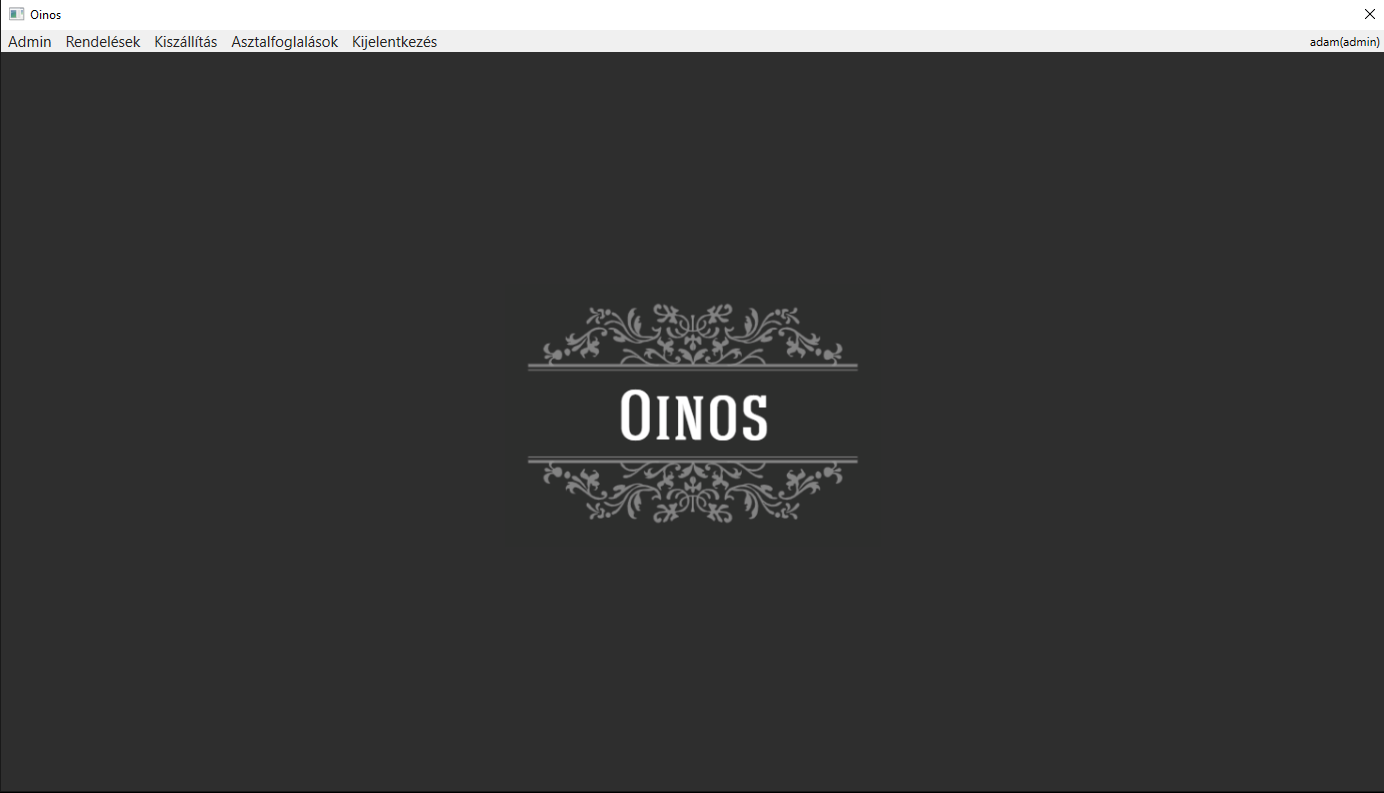 Oinos
Admin Rendelések Kiszállítás Asztalfoglalások Kijelentkezés adam(admin)
OINOS